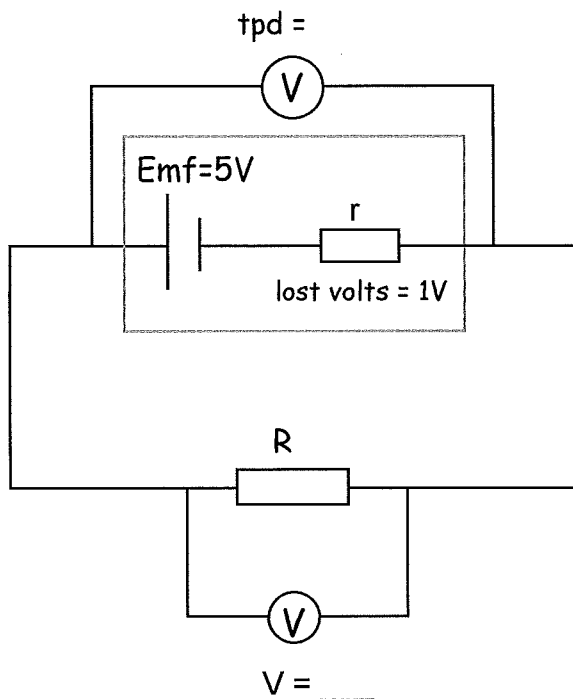 tpd =
V
Emf=5V
r
lost volts = 1V
R
V
V =